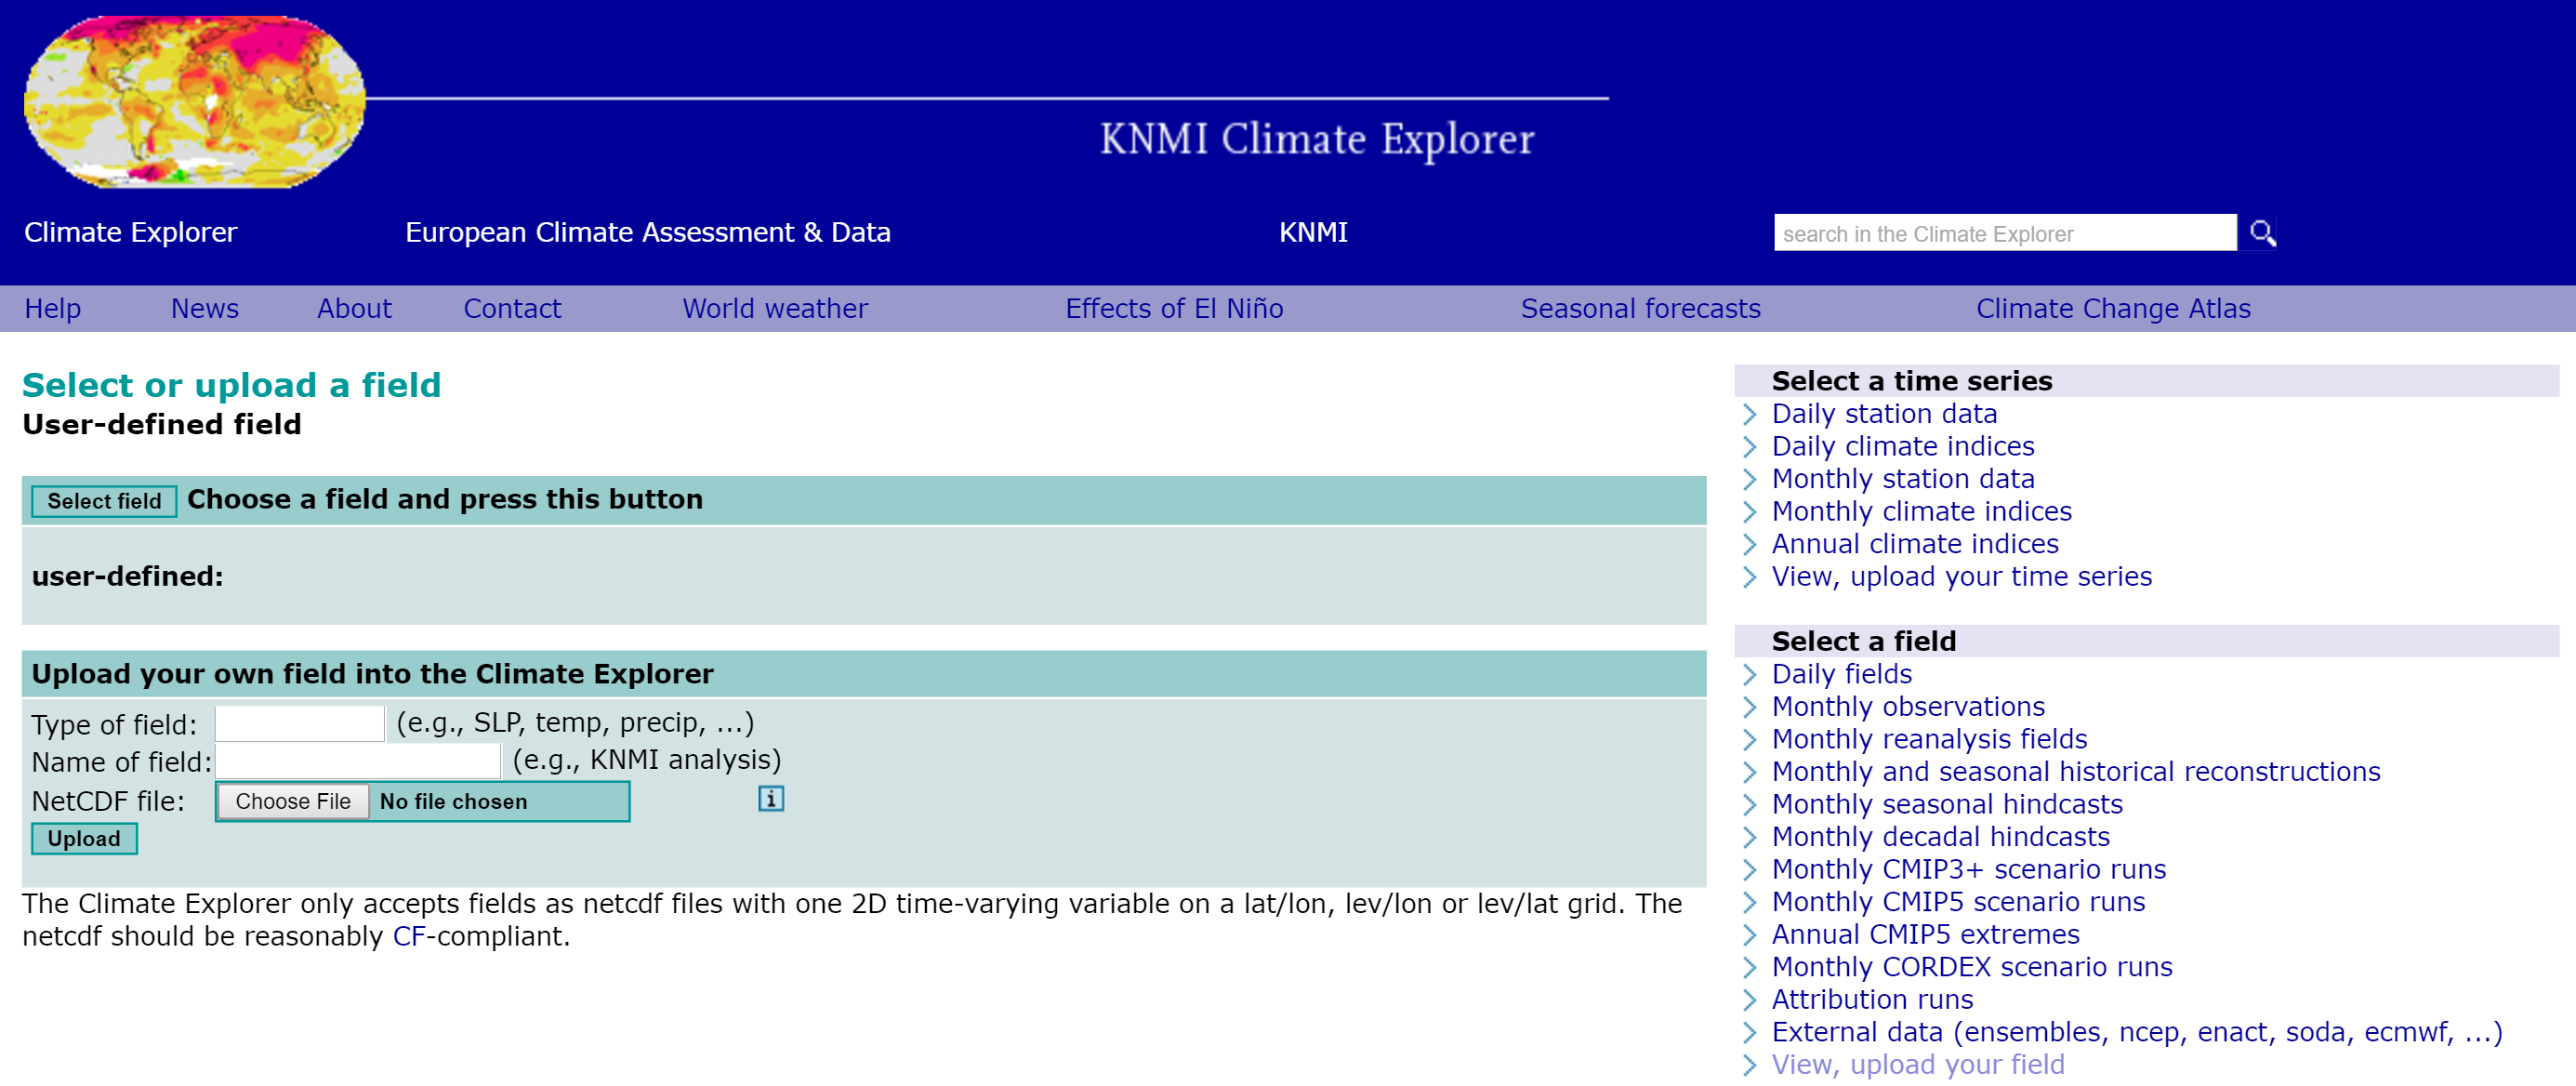 KNMI Climate Explorer
Climate Explorer European Climate Assessment & Data KNMI search in the Climate Explorer
Help News About Contact World weather Effects of El Niño Seasonal forecasts Climate Change Atlas
Select or upload a field
User-defined field
Select field Choose a field and press this button
user-defined:
Upload your own field into the Climate Explorer
Type of field: (e.g., SLP, temp, precip, ...)
Name of field: (e.g., KNMI analysis)
NetCDF file: Choose File No file chosen i
Upload
The Climate Explorer only accepts fields as netcdf files with one 2D time-varying variable on a lat/lon, lev/lon or lev/lat grid. The
netcdf should be reasonably CF-compliant.
Select a time series
Daily station data
Daily climate indices
Monthly station data
Monthly climate indices
Annual climate indices
View, upload your time series
Select a field
Daily fields
Monthly observations
Monthly reanalysis fields
Monthly and seasonal historical reconstructions
Monthly seasonal hindcasts
Monthly decadal hindcasts
Monthly CMIP3+ scenario runs
Monthly CMIP5 scenario runs
Annual CMIP5 extremes
Monthly CORDEX scenario runs
Attribution runs
External data (ensembles, ncep, enact, soda, ecmwf, ...)
View, upload your field